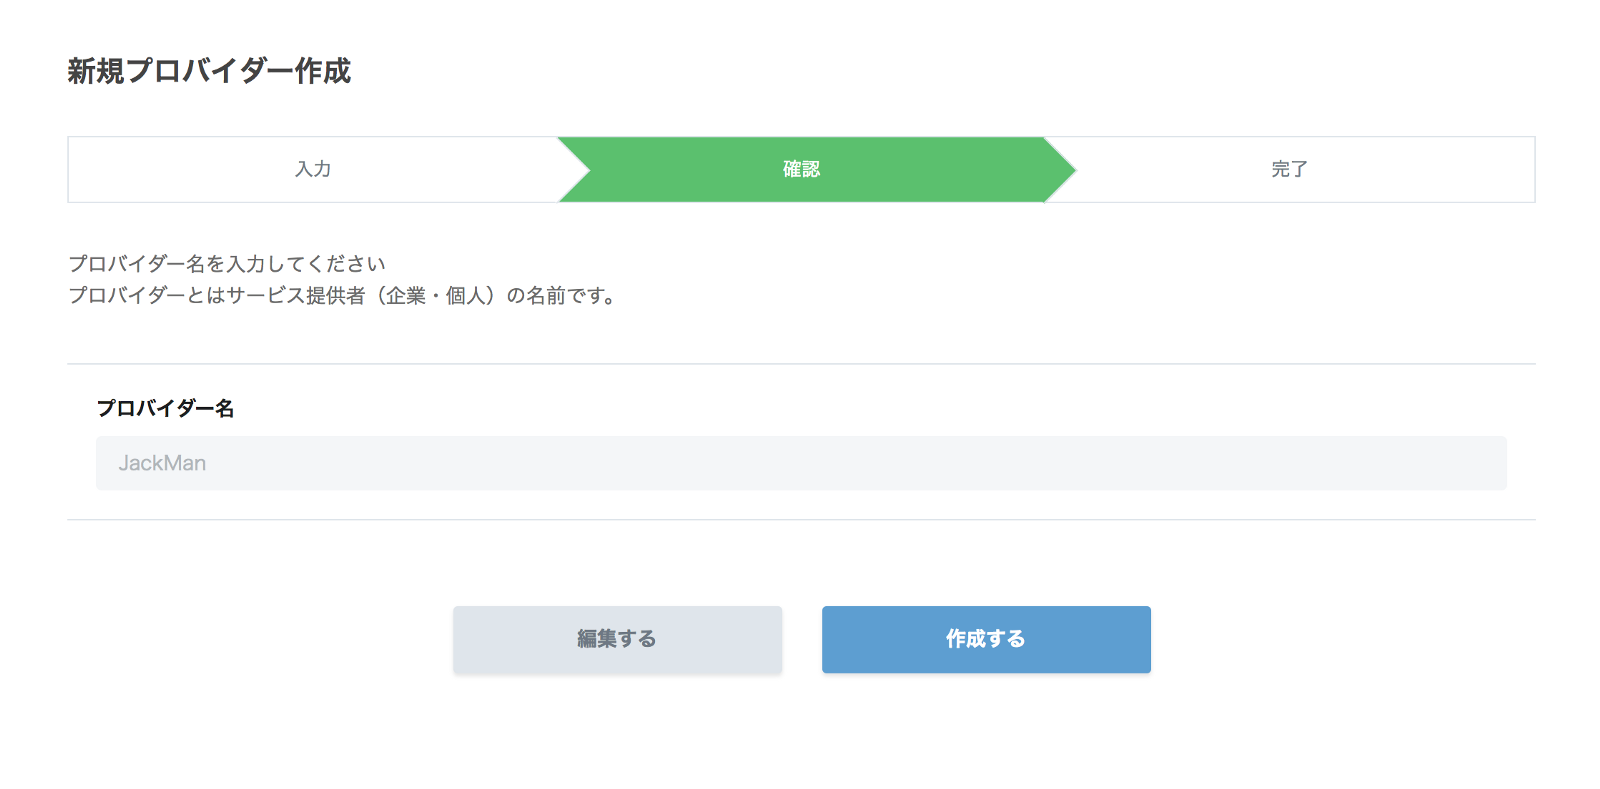 新規プロバイダー作成
入力
確認
完了
プロバイダー名を入力してください
プロバイダーとはサービス提供者（企業・個人）の名前です。
プロバイダー名
JackMan
編集する
作成する